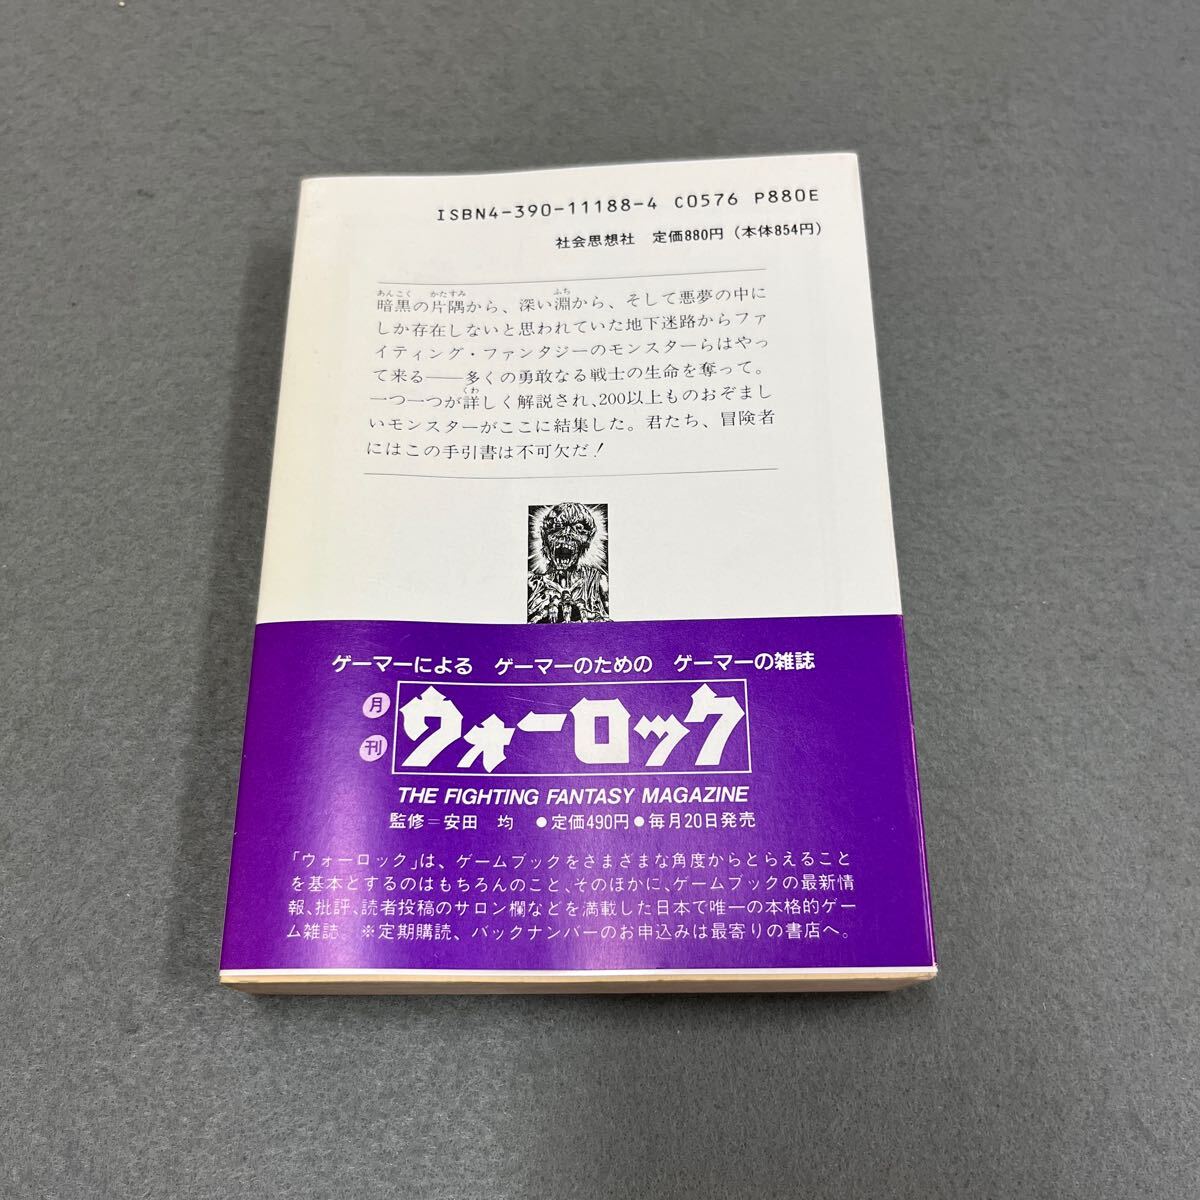 ISBN4-390-11188-4 C0576 P880E
社会思想社 定価880円(本体854円)
あんこく かたすみ ふち
暗黒の片隅から、深い淵から、そして悪夢の中に
しか存在しないと思われていた地下迷路からファ
イティング・ファンタジーのモンスターらはやっ
て来る——多くの勇敢なる戦士の生命を奪って。
くわ
一つ一つが詳しく解説され、200以上ものおぞまし
いモンスターがここに結集した。君たち、冒険者
にはこの手引書は不可欠だ!
ゲーマーによる ゲーマーのための ゲーマーの雑誌
月刊 ウォーロック
THE FIGHTING FANTASY MAGAZINE
監修=安田 均 ●定価490円●毎月20日発売
「ウォーロック」は、ゲームブックをさまざまな角度からとらえること
を基本とするのはもちろんのこと、そのほかに、ゲームブックの最新情
報、批評、読者投稿のサロン欄などを満載した日本で唯一の本格的ゲー
ム雑誌。※定期購読、バックナンバーのお申込みは最寄りの書店へ。